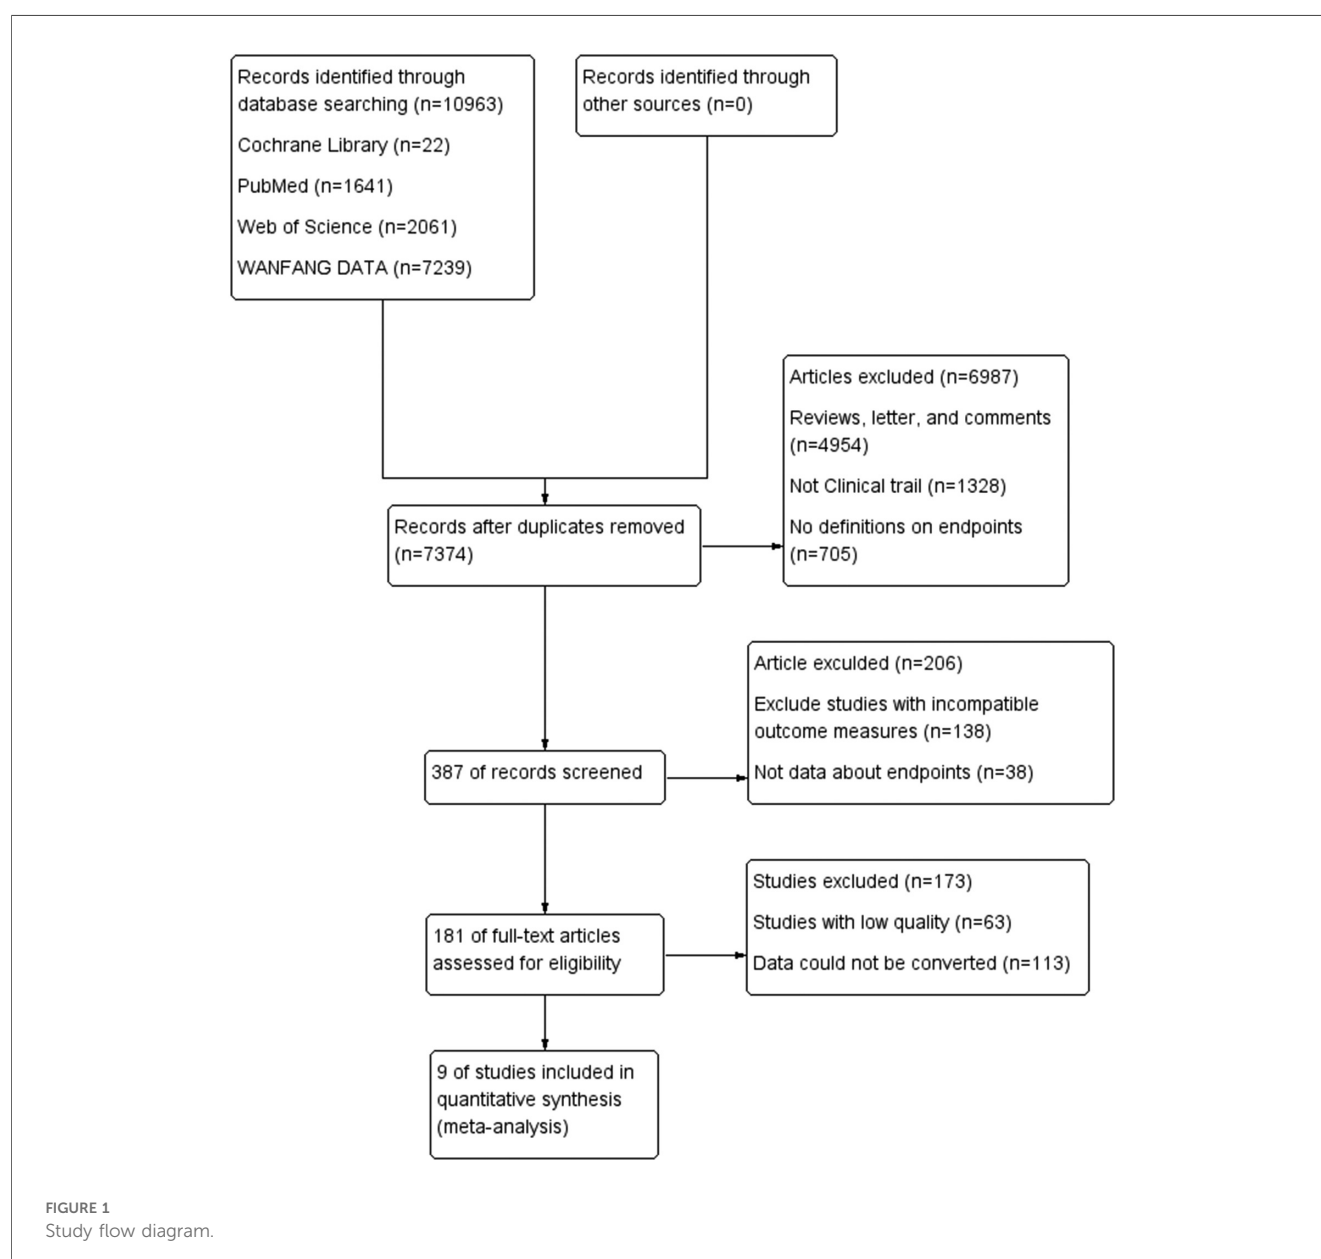 Records identified through
database searching (n=10963)
Cochrane Library (n=22)
PubMed (n=1641)
Web of Science (n=2061)
WANFANG DATA (n=7239)
Records identified through
other sources (n=0)
Articles excluded (n=6987)
Reviews, letter, and comments
(n=4954)
Not Clinical trail (n=1328)
No definitions on endpoints
(n=705)
Records after duplicates removed
(n=7374)
Article exculded (n=206)
Exclude studies with incompatible
outcome measures (n=138)
Not data about endpoints (n=38)
387 of records screened
Studies excluded (n=173)
Studies with low quality (n=63)
Data could not be converted (n=113)
181 of full-text articles
assessed for eligibility
9 of studies included in
quantitative synthesis
(meta-analysis)
FIGURE 1
Study flow diagram.